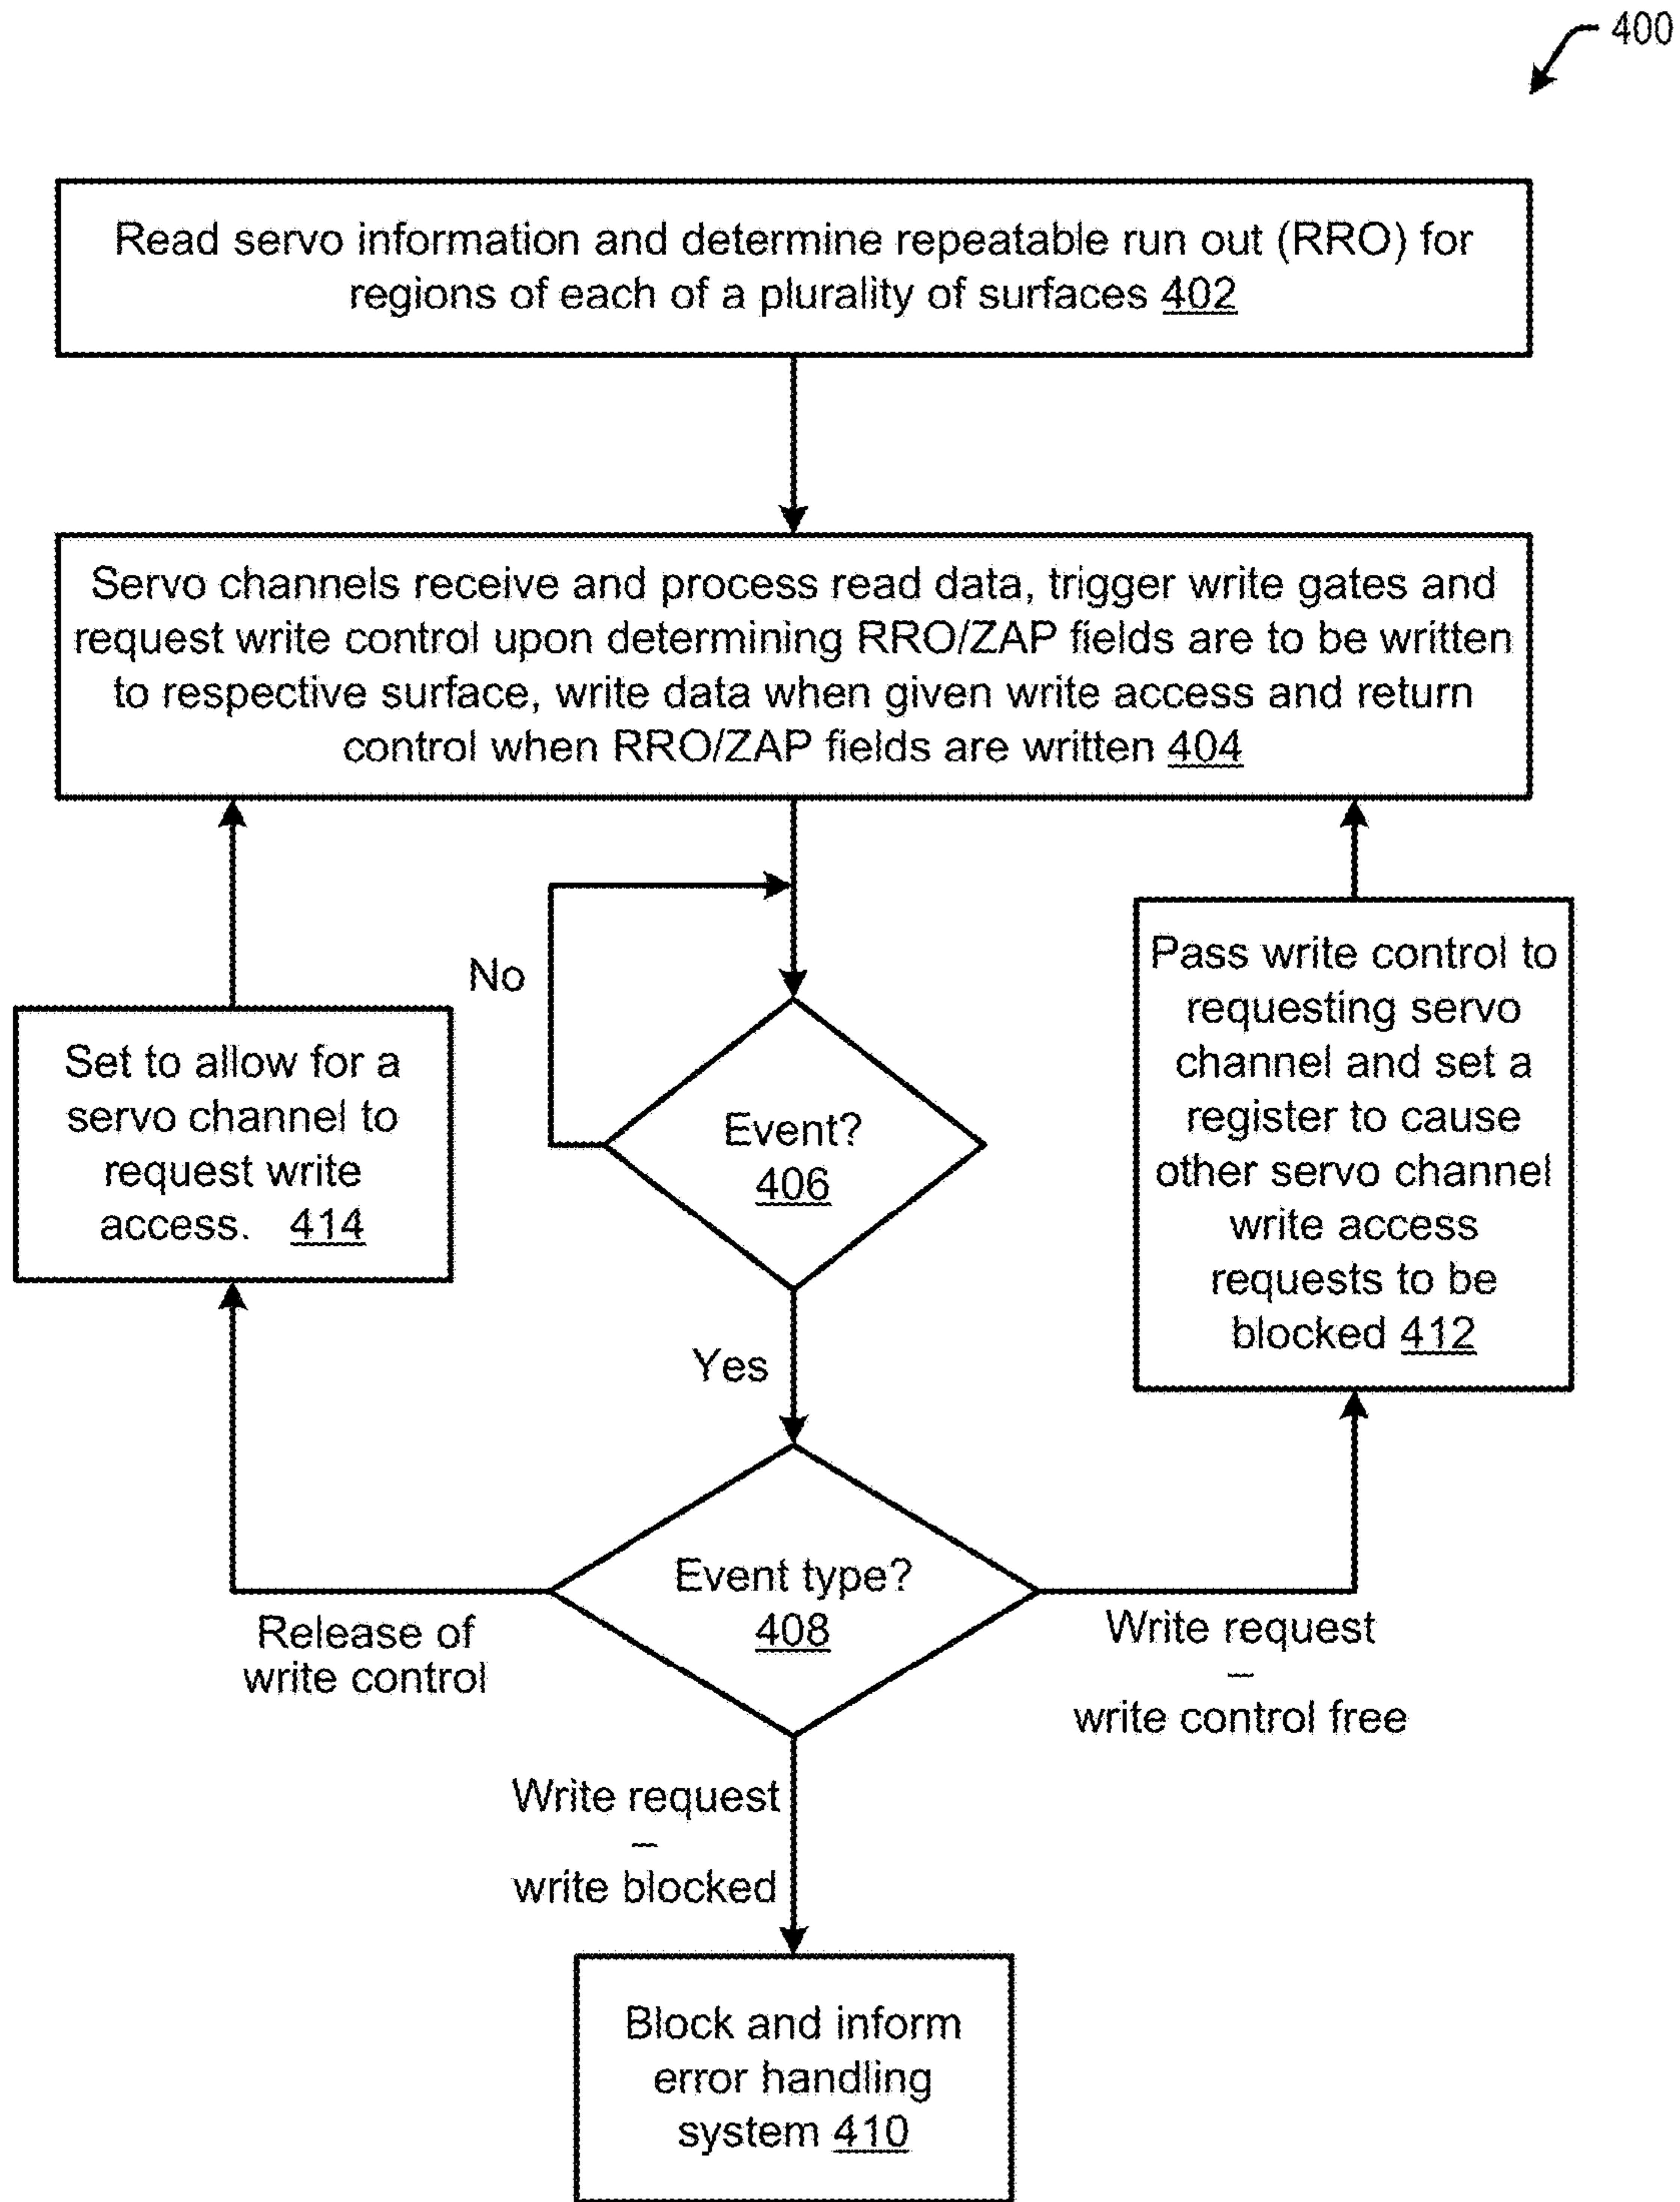 400
Read servo information and determine repeatable run out (RRO) for
regions of each of a plurality of surfaces 402
Servo channels receive and process read data, trigger write gates and
request write control upon determining RRO/ZAP fields are to be written
to respective surface, write data when given write access and return
control when RRO/ZAP fields are written 404
No
Set to allow for a
servo channel to
request write
access. 414
Event?
406
Pass write control to
requesting servo
channel and set a
register to cause
other servo channel
write access
requests to be
blocked 412
Yes
Event type?
408
Release of
write control
Write request
–
write control free
Write request
–
write blocked
Block and inform
error handling
system 410